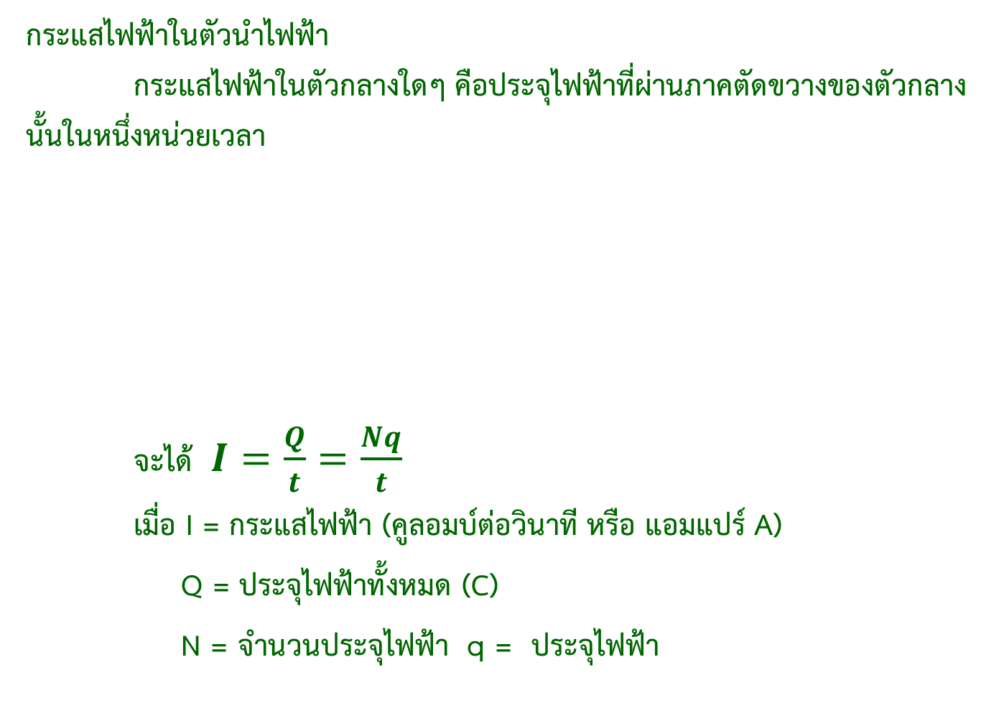 กระแสไฟฟ้าในตัวนำไฟฟ้า
กระแสไฟฟ้าในตัวกลางใดๆ คือประจุไฟฟ้าที่ผ่านภาคตัดขวางของตัวกลาง
นั้นในหนึ่งหน่วยเวลา
จะได้ I = Q/t = Nq/t
เมื่อ I = กระแสไฟฟ้า (คูลอมบ์ต่อวินาที หรือ แอมแปร์ A)
Q = ประจุไฟฟ้าทั้งหมด (C)
N = จำนวนประจุไฟฟ้า q = ประจุไฟฟ้า